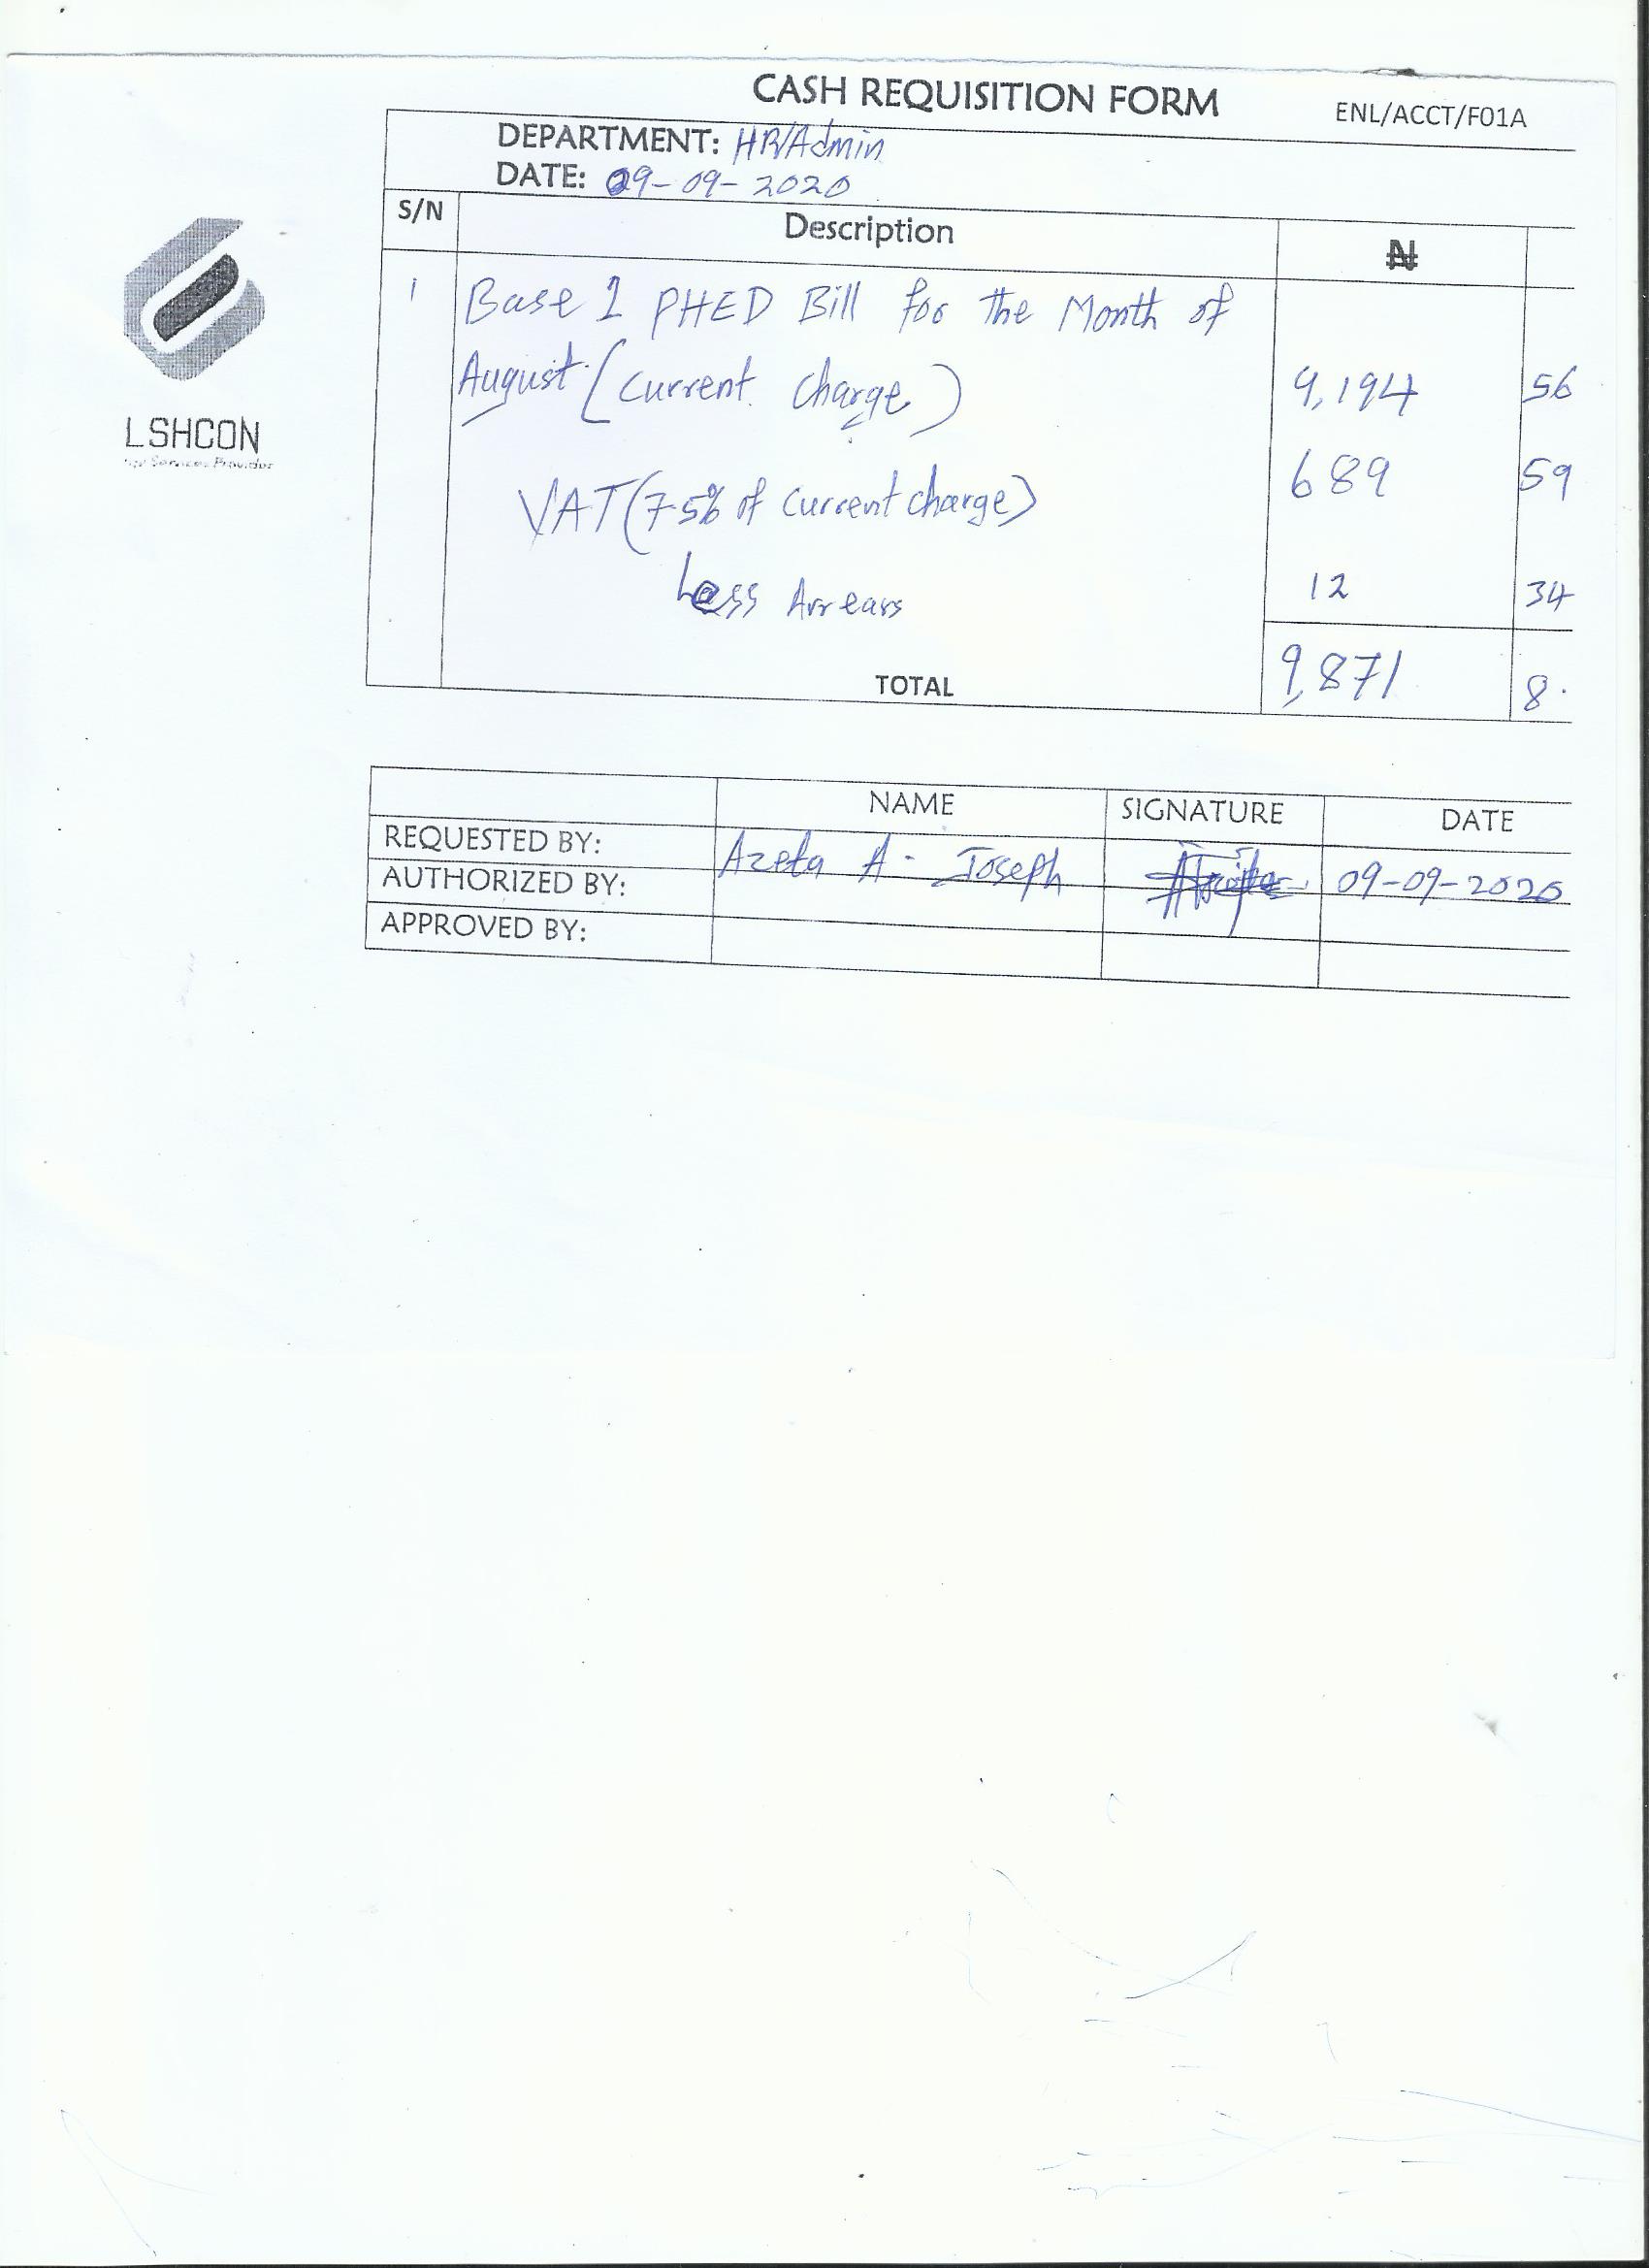 CASH REQUISITION FORM
ENL/ACCT/F01A
DEPARTMENT: HR/Admin
DATE: 09-09-2020
S/N Description ₦
1 Base 1 PHED Bill for the Month of
August (Current Charge) 9,194 56
VAT (7.5% of Current charge) 689 59
Less Arrears 12 34
TOTAL 9,871 8
LSHCON
Services Provider
NAME SIGNATURE DATE
REQUESTED BY: Azeta A. Joseph 09-09-2020
AUTHORIZED BY:
APPROVED BY: